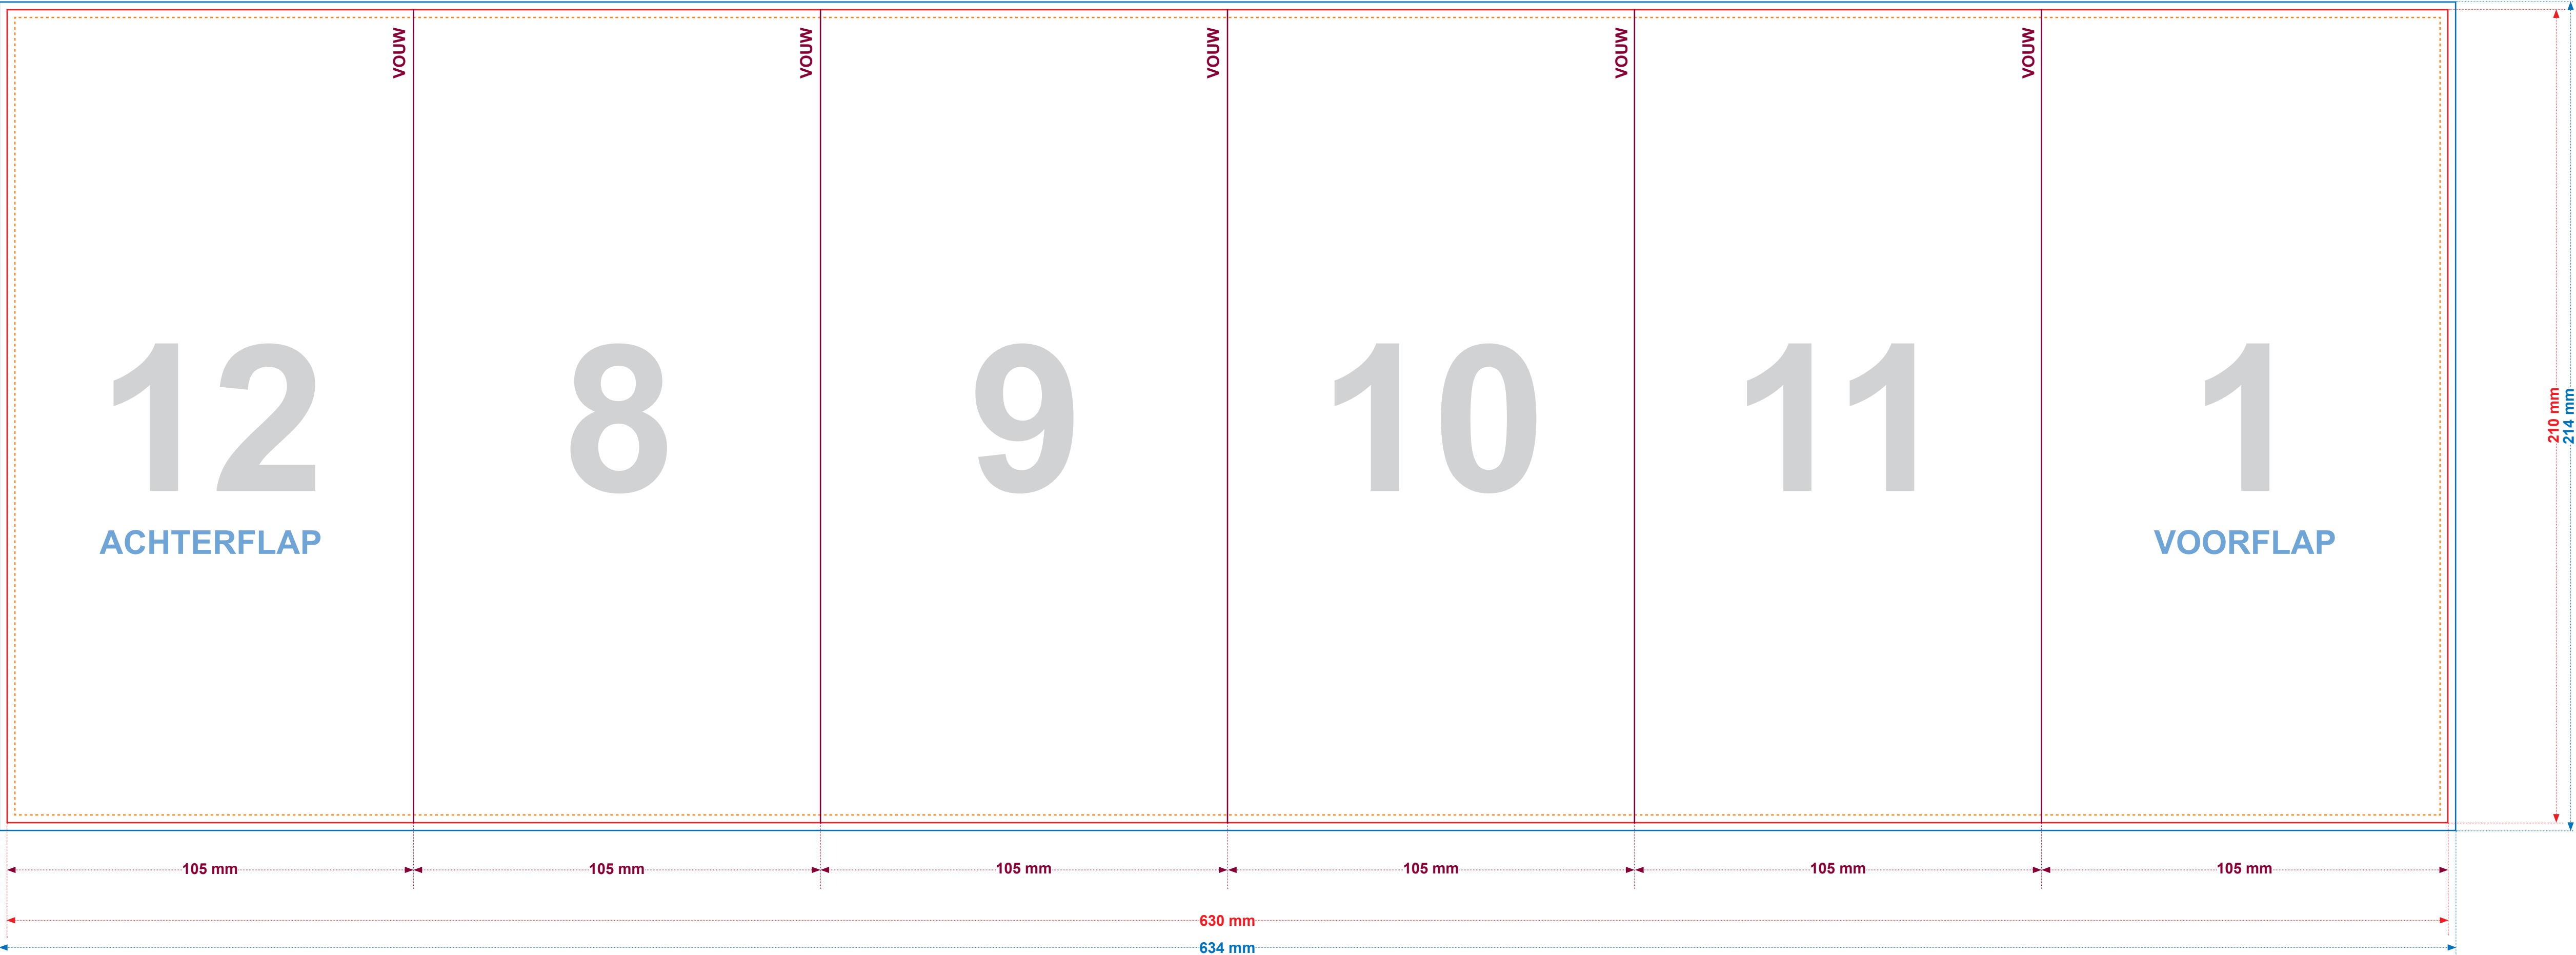 VOUW VOUW VOUW VOUW VOUW
12 8 9 10 11 1
ACHTERFLAP VOORFLAP
210 mm
214 mm
105 mm 105 mm 105 mm 105 mm 105 mm 105 mm
630 mm
634 mm